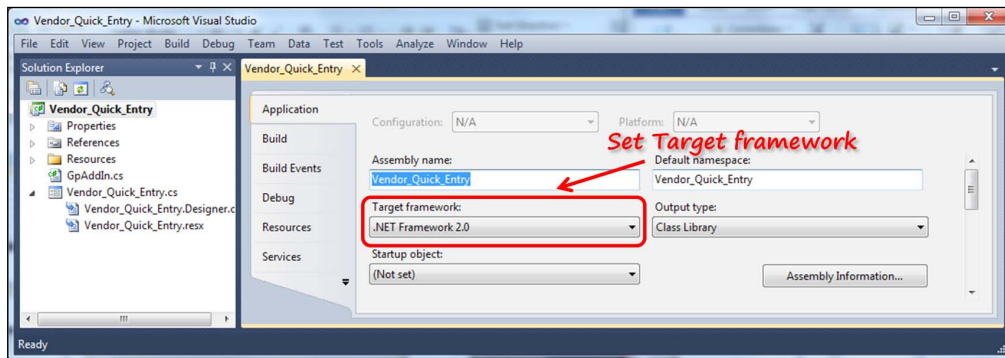 Vendor_Quick_Entry - Microsoft Visual Studio
File Edit View Project Build Debug Team Data Test Tools Analyze Window Help
Solution Explorer
Vendor_Quick_Entry
Properties
References
Resources
GpAddIn.cs
Vendor_Quick_Entry.cs
Vendor_Quick_Entry.Designer.c
Vendor_Quick_Entry.resx
Vendor_Quick_Entry
Application
Build
Build Events
Debug
Resources
Services
Configuration: N/A
Platform: N/A
Set Target framework
Assembly name:
Vendor_Quick_Entry
Default namespace:
Vendor_Quick_Entry
Target framework:
.NET Framework 2.0
Output type:
Class Library
Startup object:
(Not set)
Assembly Information...
Ready